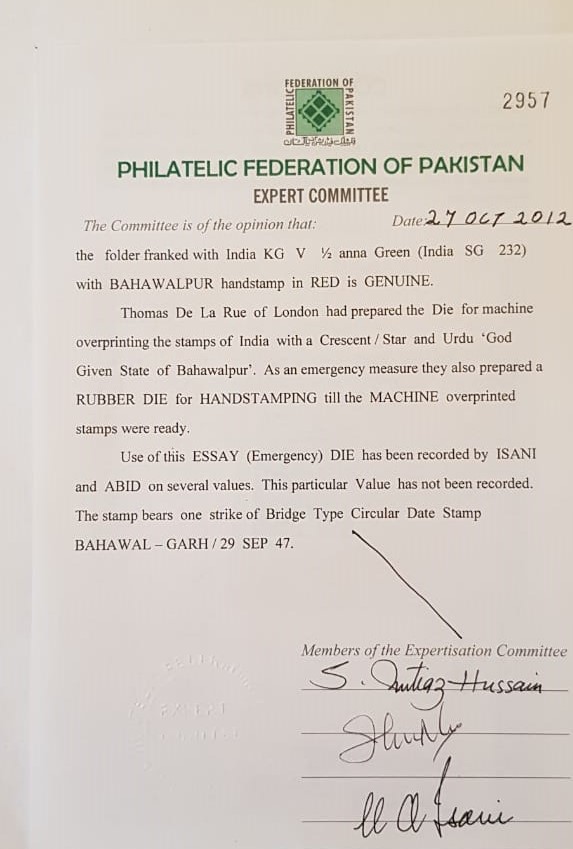 FEDERATION OF
PHILATELIC
PAKISTAN
2957
PHILATELIC FEDERATION OF PAKISTAN
EXPERT COMMITTEE
The Committee is of the opinion that:
Date: 27 OCT 2012
the folder franked with India KG V ½ anna Green (India SG 232)
with BAHAWALPUR handstamp in RED is GENUINE.
Thomas De La Rue of London had prepared the Die for machine
overprinting the stamps of India with a Crescent / Star and Urdu ‘God
Given State of Bahawalpur’. As an emergency measure they also prepared a
RUBBER DIE for HANDSTAMPING till the MACHINE overprinted
stamps were ready.
Use of this ESSAY (Emergency) DIE has been recorded by ISANI
and ABID on several values. This particular Value has not been recorded.
The stamp bears one strike of Bridge Type Circular Date Stamp
BAHAWAL – GARH / 29 SEP 47.
Members of the Expertisation Committee
S. Imtiaz Hussain
Isani
EXPERT